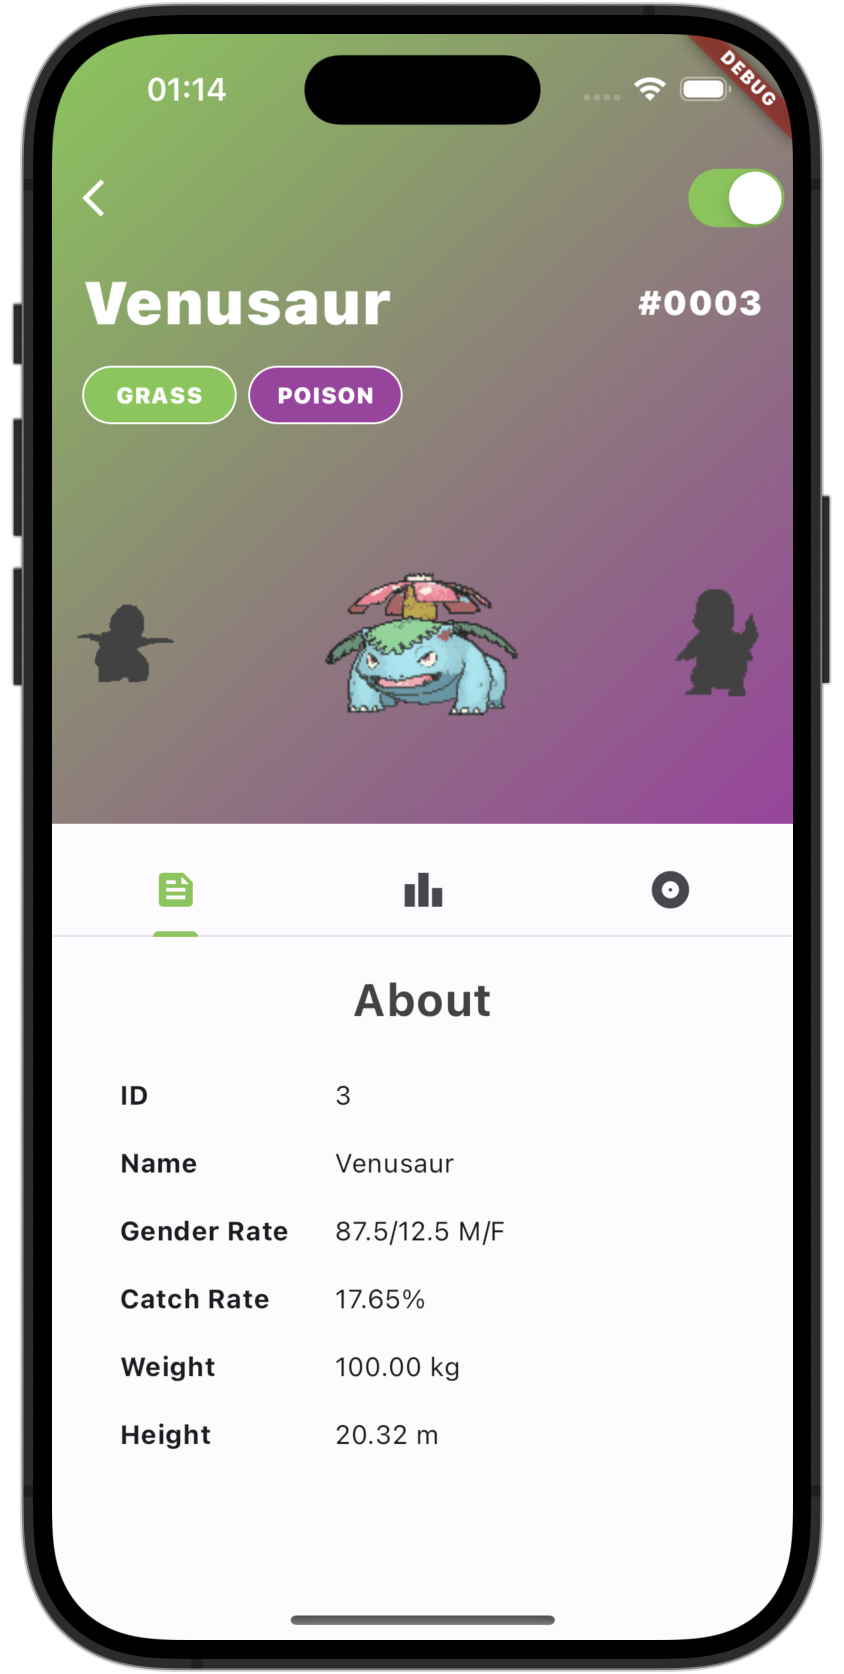 01:14
DEBUG
Venusaur
#0003
GRASS
POISON
About
ID 3
Name Venusaur
Gender Rate 87.5/12.5 M/F
Catch Rate 17.65%
Weight 100.00 kg
Height 20.32 m